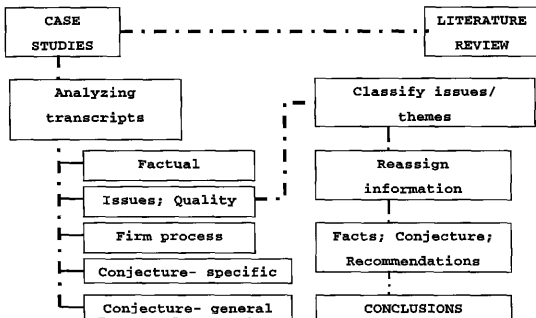 CASE
STUDIES
LITERATURE
REVIEW
Analyzing
transcripts
Factual
Issues; Quality
Firm process
Conjecture- specific
Conjecture- general
Classify issues/
themes
Reassign
information
Facts; Conjecture;
Recommendations
CONCLUSIONS